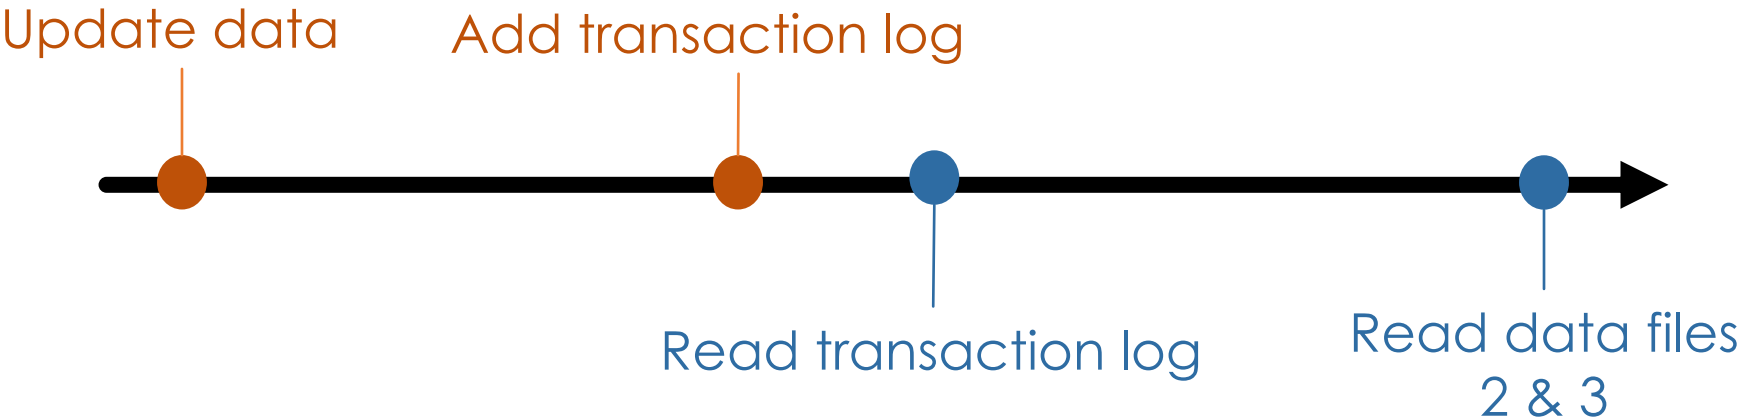 Update data
Add transaction log
Read transaction log
Read data files
2 & 3